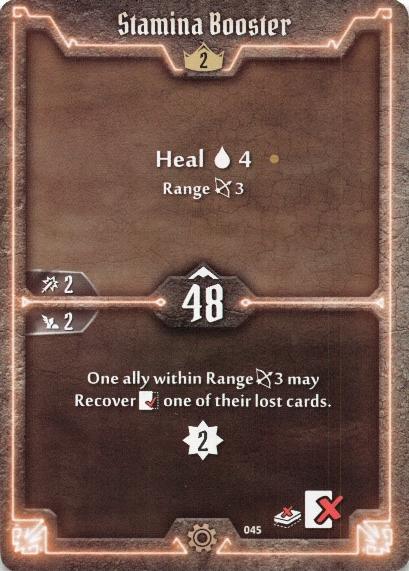 Stamina Booster
2
Heal 4
Range 3
2
48
2
One ally within Range 3 may
Recover one of their lost cards.
2
045